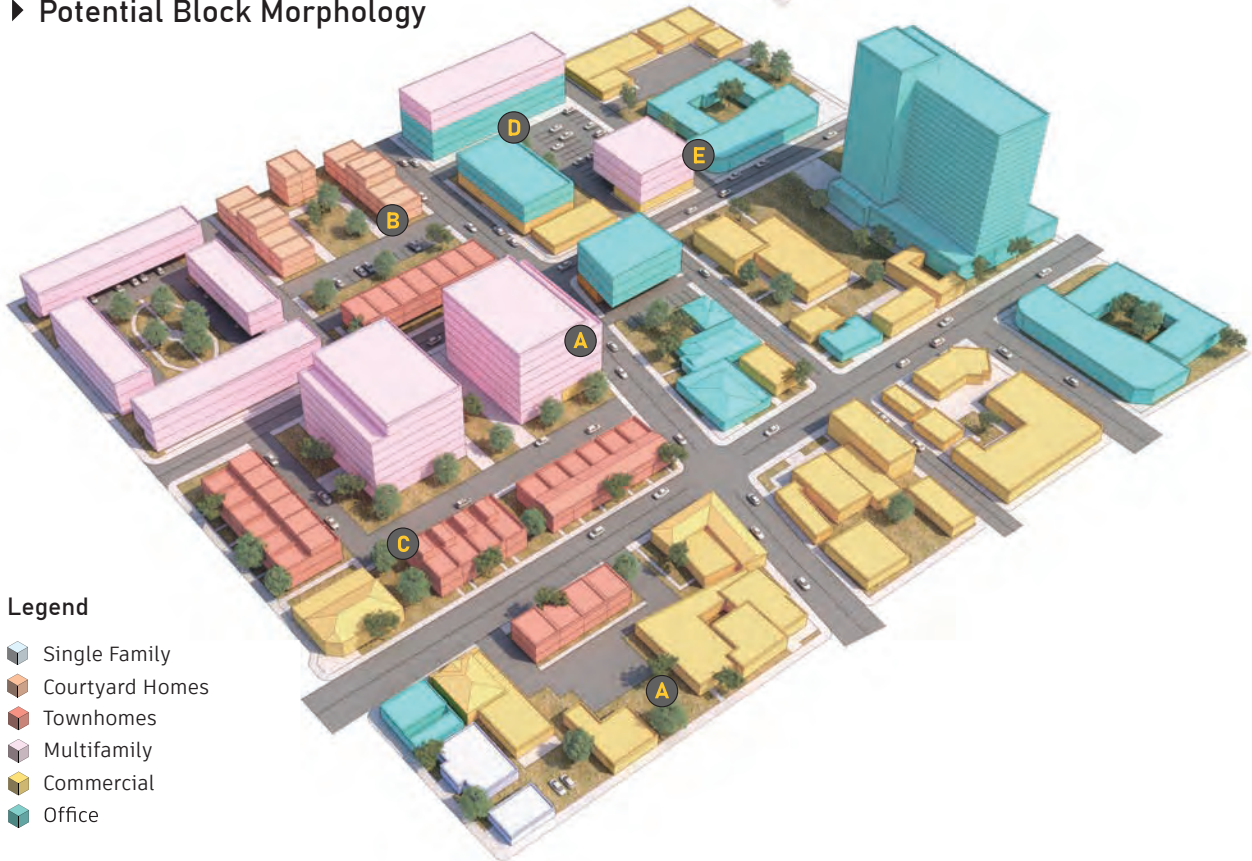 Potential Block Morphology
D
E
B
A
C
A
Legend
Single Family
Courtyard Homes
Townhomes
Multifamily
Commercial
Office